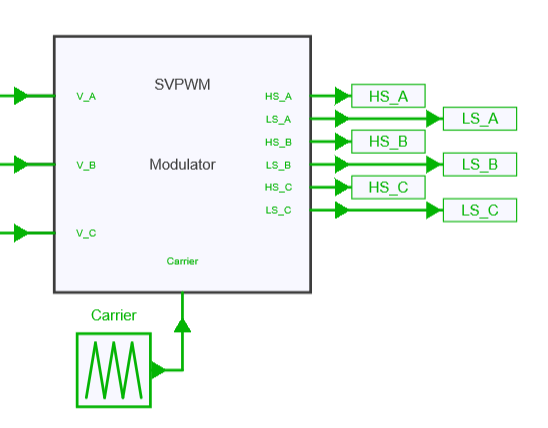 SVPWM
Modulator
V_A
V_B
V_C
HS_A
LS_A
HS_B
LS_B
HS_C
LS_C
Carrier
HS_A
LS_A
HS_B
LS_B
HS_C
LS_C
Carrier